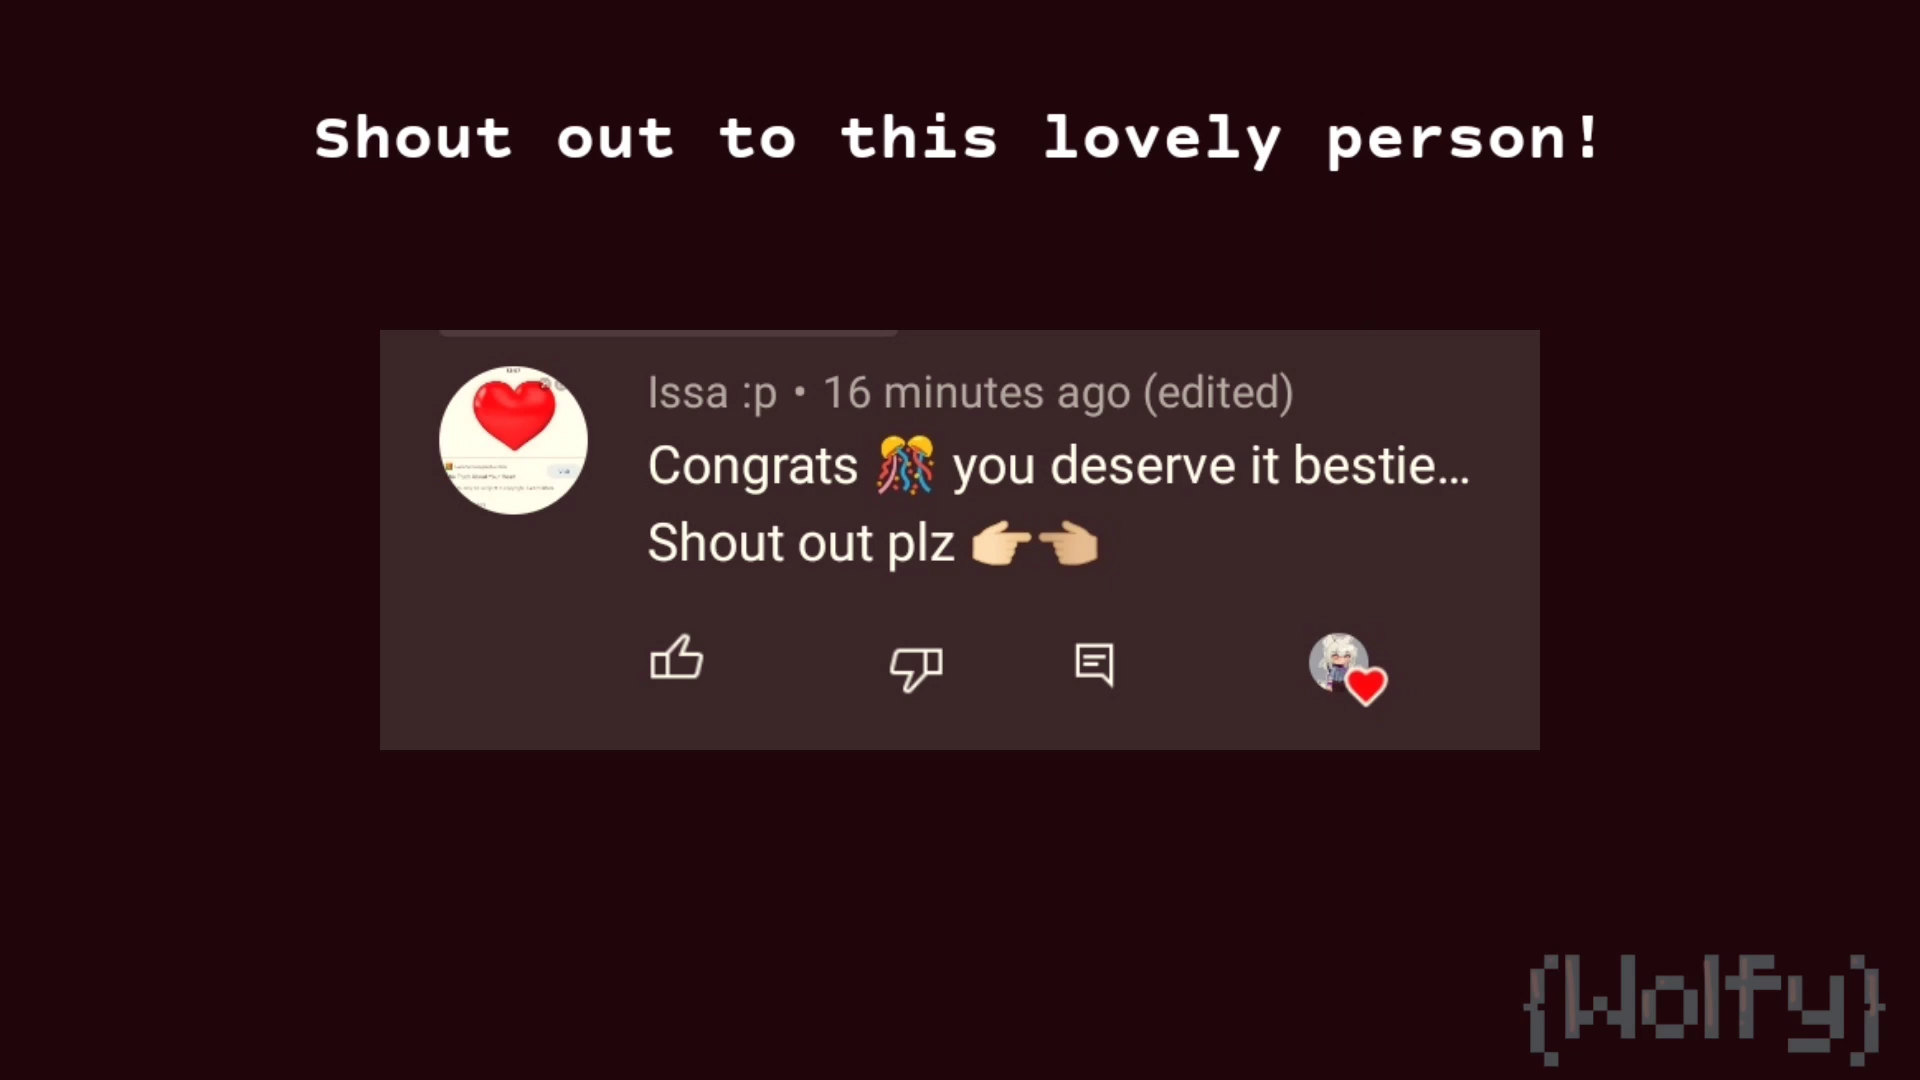 Shout out to this lovely person!
Issa :p • 16 minutes ago (edited)
Congrats 🎊 you deserve it bestie...
Shout out plz 👉🏼👈🏼
{Wolfy}